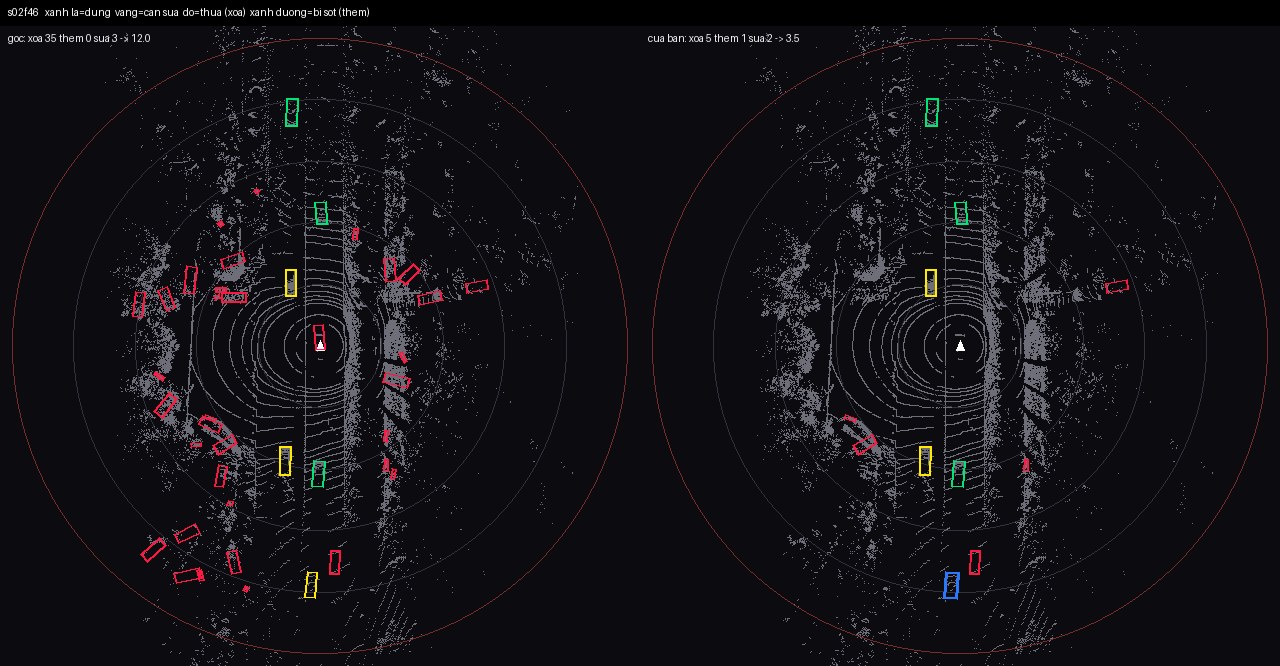 s02f46 xanh la=dung vang=can sua do=thua (xoa) xanh duong=bi sot (them)
goc: xoa 35 them 0 sua 3 -> 12.0
cua ban: xoa 5 them 1 sua 2 -> 3.5